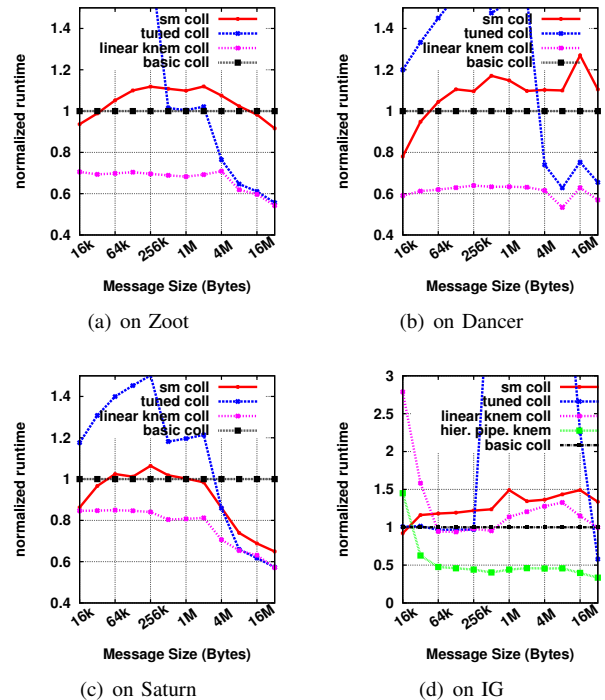 sm coll
tuned coll
linear knem coll
basic coll
normalized runtime
1.4
1.2
1
0.8
0.6
0.4
16k
64k
256k
1M
4M
16M
Message Size (Bytes)
(a) on Zoot
sm coll
tuned coll
linear knem coll
basic coll
normalized runtime
1.4
1.2
1
0.8
0.6
0.4
16k
64k
256k
1M
4M
16M
Message Size (Bytes)
(b) on Dancer
sm coll
tuned coll
linear knem coll
basic coll
normalized runtime
1.4
1.2
1
0.8
0.6
0.4
16k
64k
256k
1M
4M
16M
Message Size (Bytes)
(c) on Saturn
sm coll
tuned coll
linear knem coll
hier. pipe. knem
basic coll
normalized runtime
3
2.5
2
1.5
1
0.5
0
16k
64k
256k
1M
4M
16M
Message Size (Bytes)
(d) on IG